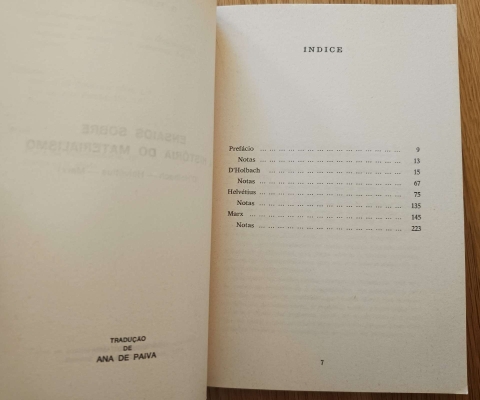 TRADUÇÃO
DE
ANA DE PAIVA
INDICE
Prefácio ... ... ... ... ... ... ... ... ... ... ... ... ... ... 9
Notas ... ... ... ... ... ... ... ... ... ... ... ... ... ... 13
D'Holbach ... ... ... ... ... ... ... ... ... ... ... ... ... 15
Notas ... ... ... ... ... ... ... ... ... ... ... ... ... ... 67
Helvétius ... ... ... ... ... ... ... ... ... ... ... ... ... 75
Notas ... ... ... ... ... ... ... ... ... ... ... ... ... ... 135
Marx ... ... ... ... ... ... ... ... ... ... ... ... ... ... 145
Notas ... ... ... ... ... ... ... ... ... ... ... ... ... ... 223
7